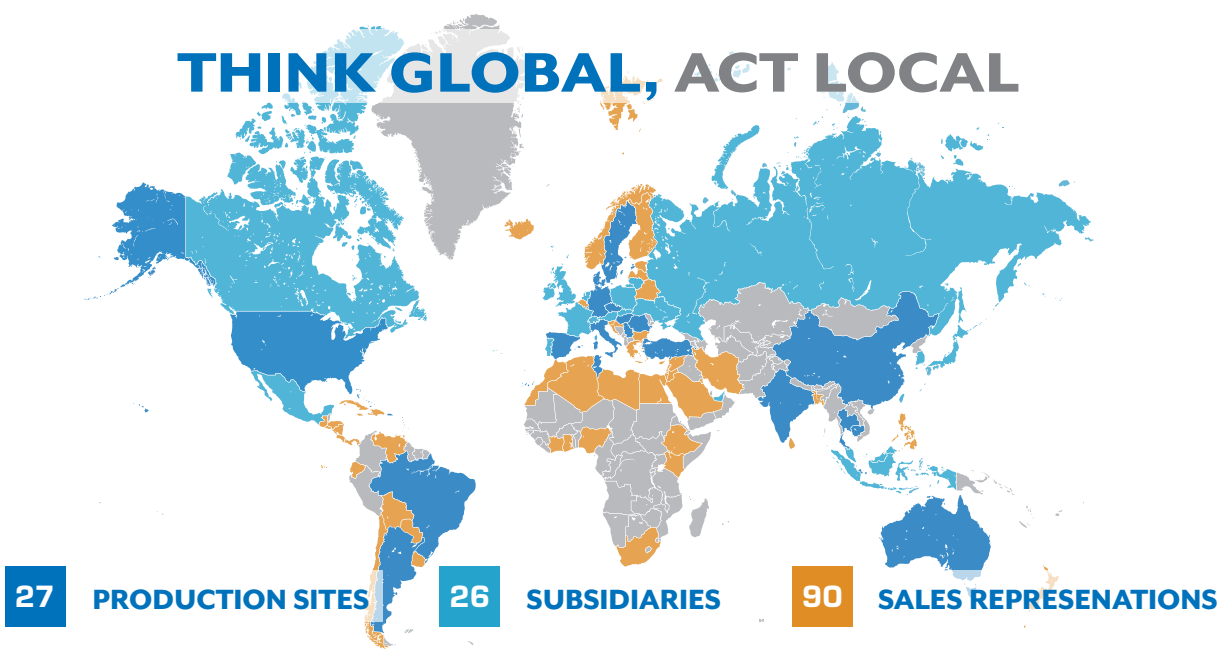 THINK GLOBAL, ACT LOCAL
27 PRODUCTION SITES
26 SUBSIDIARIES
90 SALES REPRESENATIONS